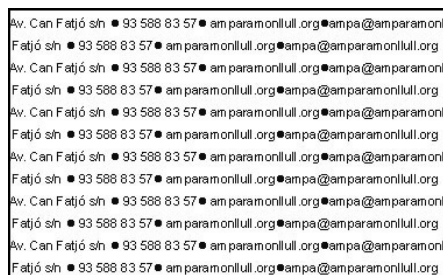 Av. Can Fatjó s/n ● 93 588 83 57● amparamonllull.org●ampa@amparamonl
Fatjó s/n ● 93 588 83 57● amparamonllull.org●ampa@amparamonllull.org
Av. Can Fatjó s/n ● 93 588 83 57● amparamonllull.org●ampa@amparamonl
Fatjó s/n ● 93 588 83 57● amparamonllull.org●ampa@amparamonllull.org
Av. Can Fatjó s/n ● 93 588 83 57● amparamonllull.org●ampa@amparamonl
Fatjó s/n ● 93 588 83 57● amparamonllull.org●ampa@amparamonllull.org
Av. Can Fatjó s/n ● 93 588 83 57● amparamonllull.org●ampa@amparamonl
Fatjó s/n ● 93 588 83 57● amparamonllull.org●ampa@amparamonllull.org
Av. Can Fatjó s/n ● 93 588 83 57● amparamonllull.org●ampa@amparamonl
Fatjó s/n ● 93 588 83 57● amparamonllull.org●ampa@amparamonllull.org
Av. Can Fatjó s/n ● 93 588 83 57● amparamonllull.org●ampa@amparamonl
Fatjó s/n ● 93 588 83 57● amparamonllull.org●ampa@amparamonllull.org